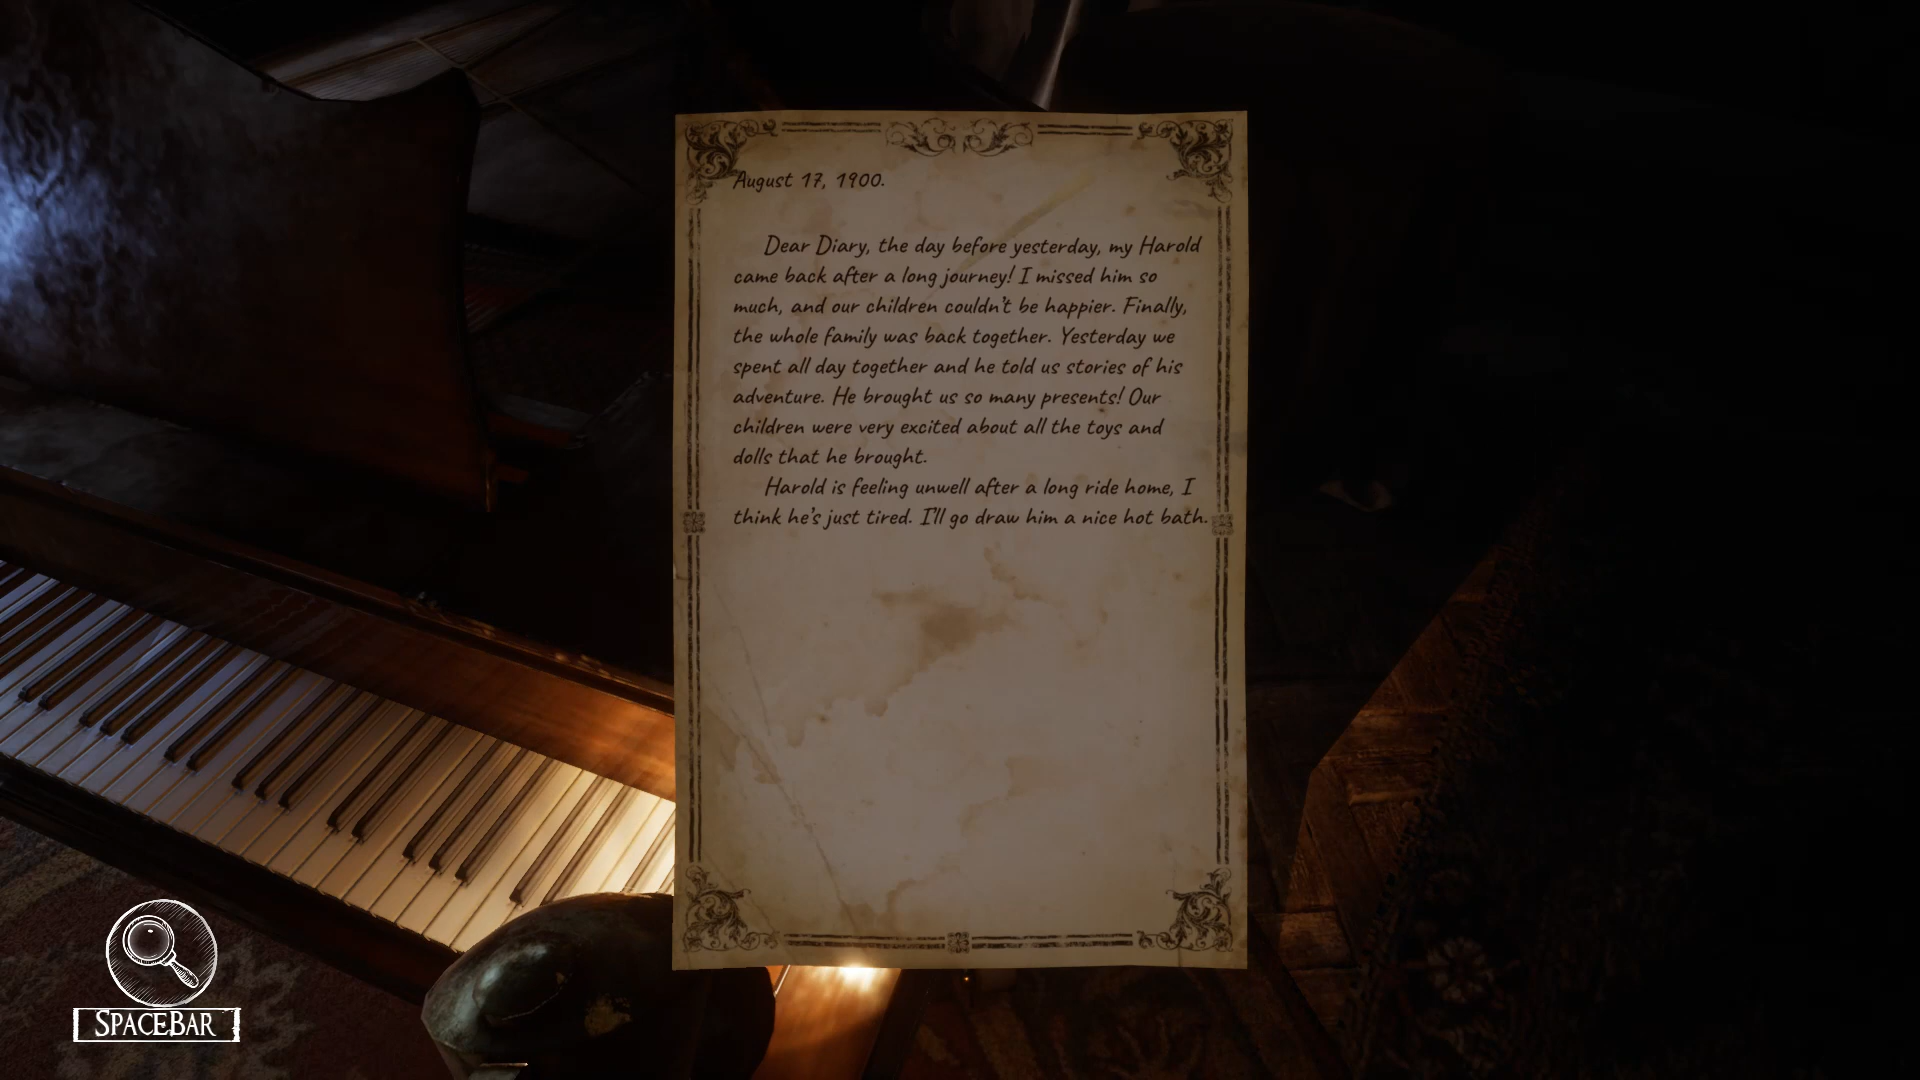 August 17, 1900.
Dear Diary, the day before yesterday, my Harold
came back after a long journey! I missed him so
much, and our children couldn't be happier. Finally,
the whole family was back together. Yesterday we
spent all day together and he told us stories of his
adventure. He brought us so many presents! Our
children were very excited about all the toys and
dolls that he brought.
Harold is feeling unwell after a long ride home, I
think he's just tired. I'll go draw him a nice hot bath.
SPACEBAR